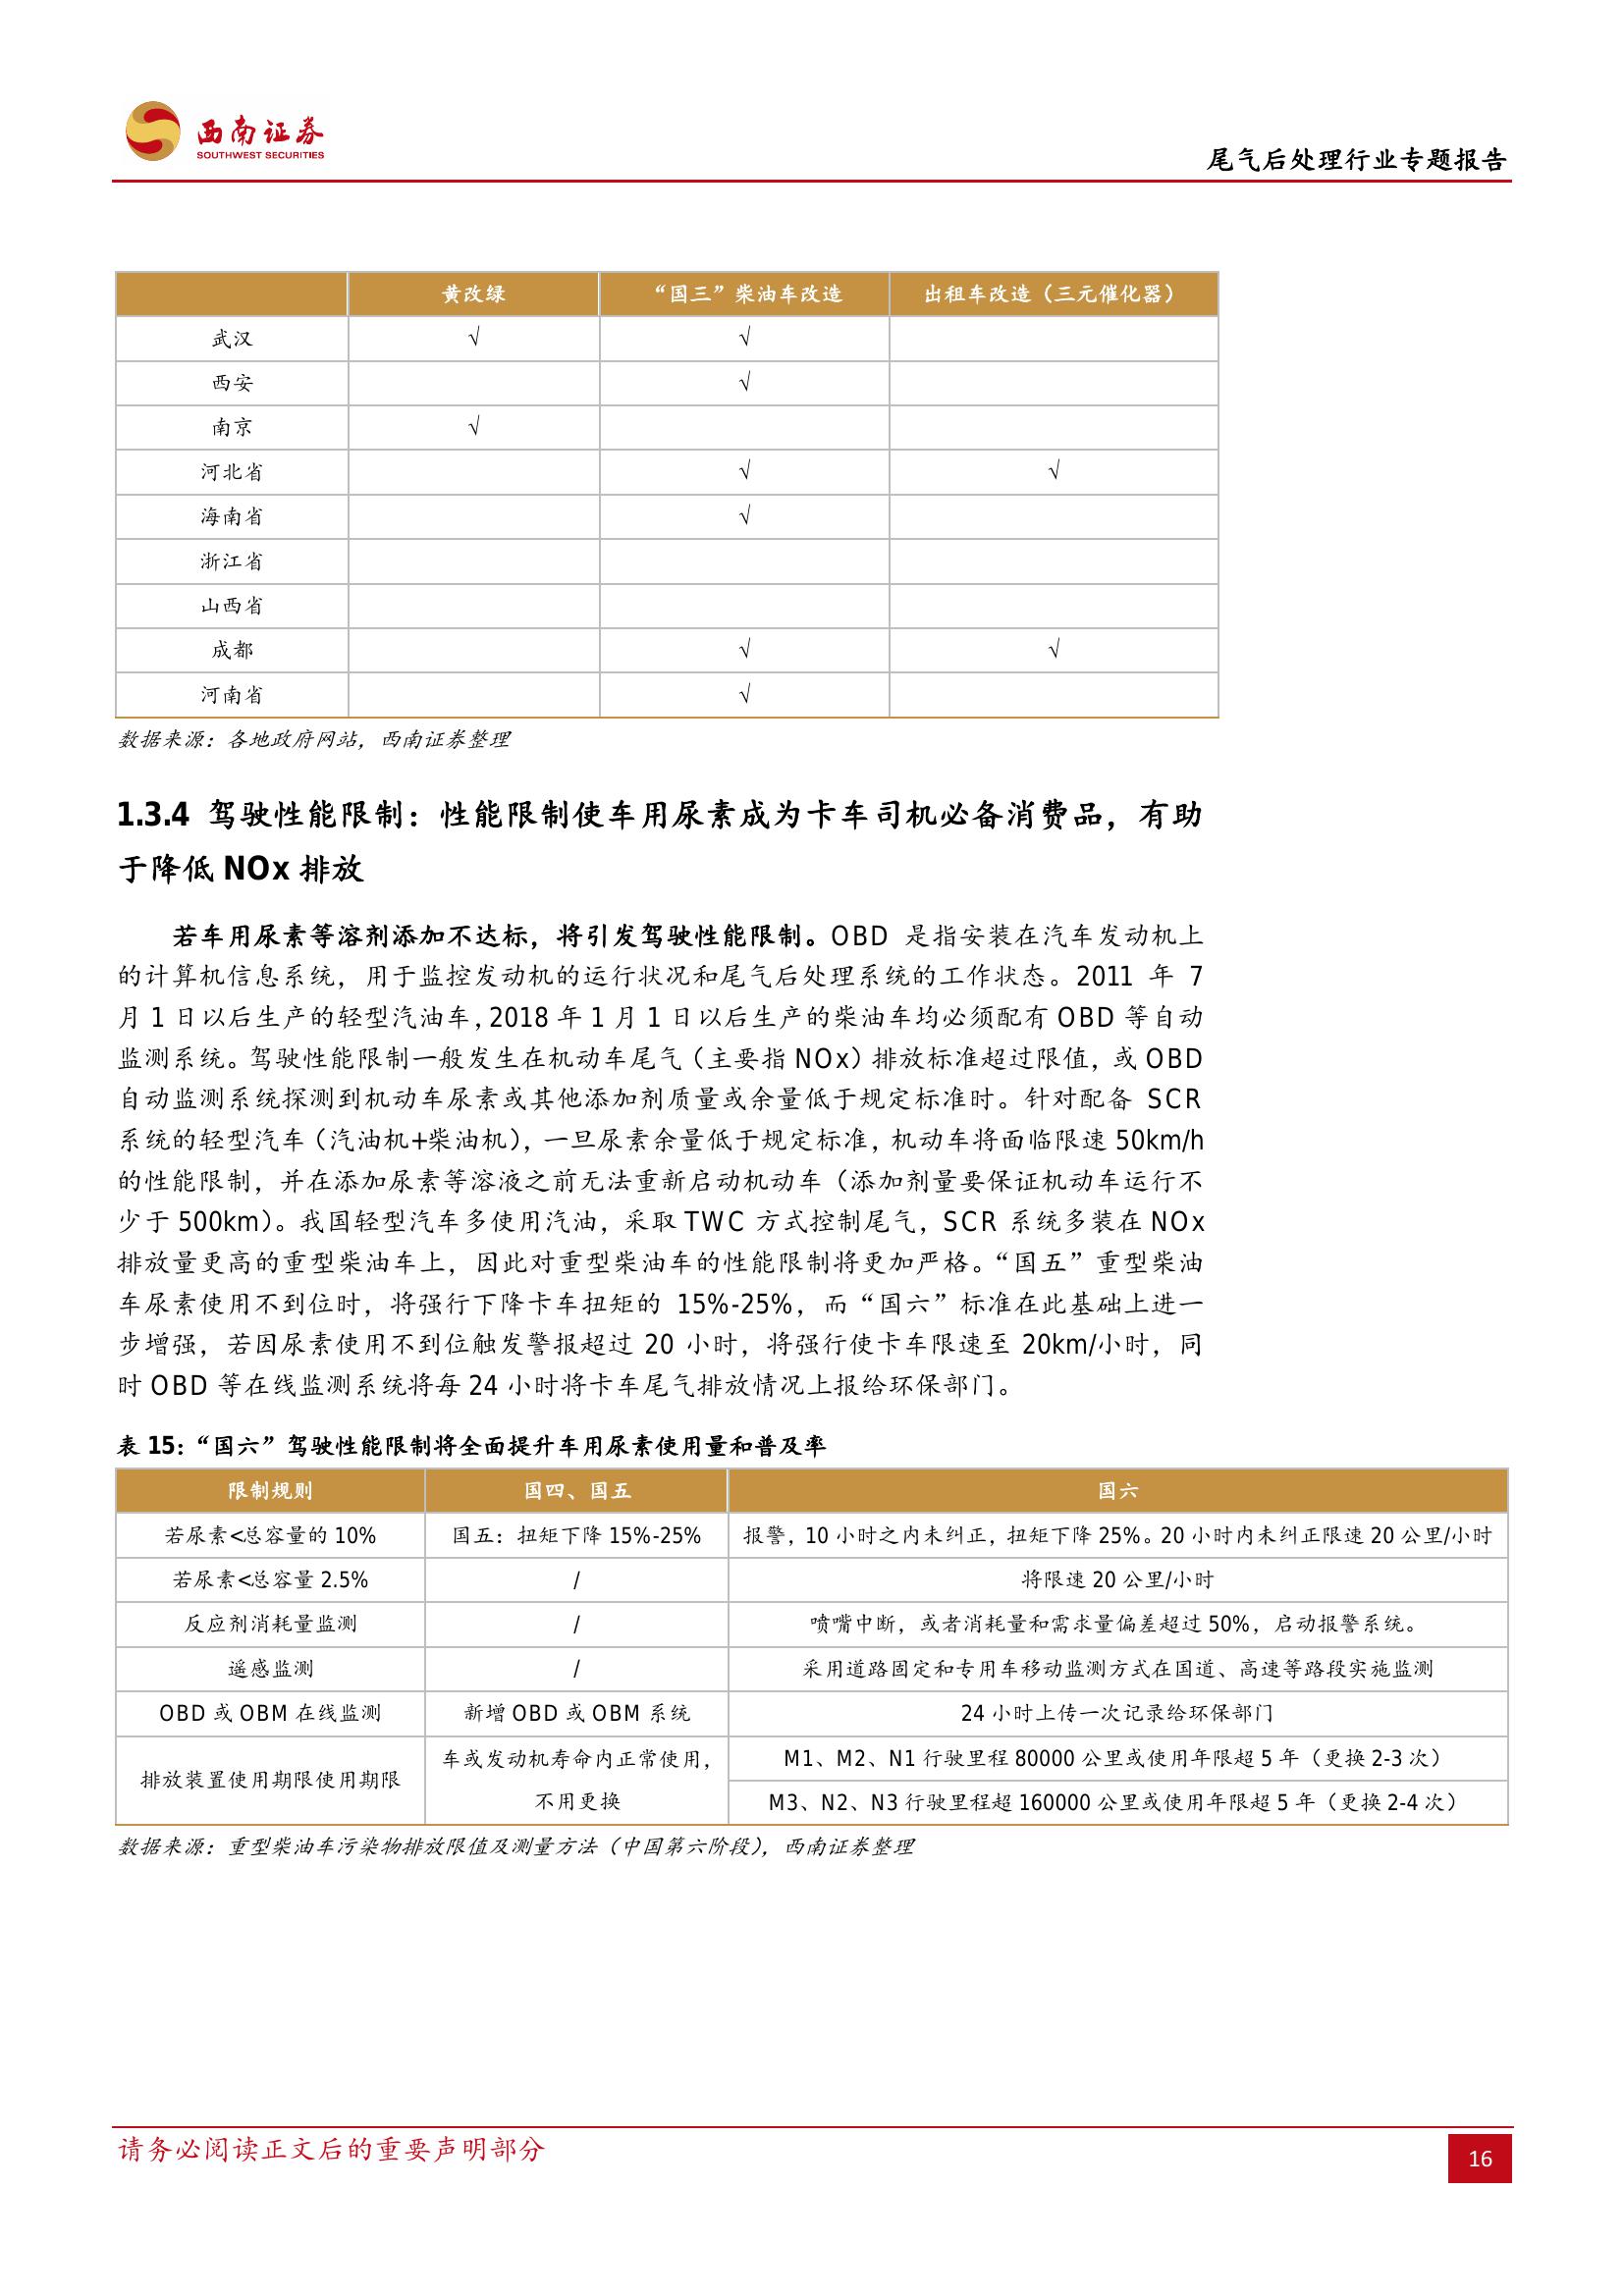 西南证券
SOUTHWEST SECURITIES
尾气后处理行业专题报告
黄改绿 “国三”柴油车改造 出租车改造（三元催化器）
武汉 √ √
西安 √
南京 √
河北省 √ √
海南省 √
浙江省
山西省
成都 √ √
河南省 √
数据来源：各地政府网站，西南证券整理
1.3.4 驾驶性能限制：性能限制使车用尿素成为卡车司机必备消费品，有助
于降低 NOx 排放
若车用尿素等溶剂添加不达标，将引发驾驶性能限制。OBD 是指安装在汽车发动机上
的计算机信息系统，用于监控发动机的运行状况和尾气后处理系统的工作状态。2011 年 7
月 1 日以后生产的轻型汽油车，2018 年 1 月 1 日以后生产的柴油车均必须配有 OBD 等自动
监测系统。驾驶性能限制一般发生在机动车尾气（主要指 NOx）排放标准超过限值，或 OBD
自动监测系统探测到机动车尿素或其他添加剂质量或余量低于规定标准时。针对配备 SCR
系统的轻型汽车（汽油机+柴油机），一旦尿素余量低于规定标准，机动车将面临限速 50km/h
的性能限制，并在添加尿素等溶液之前无法重新启动机动车（添加剂量要保证机动车运行不
少于 500km）。我国轻型汽车多使用汽油，采取 TWC 方式控制尾气，SCR 系统多装在 NOx
排放量更高的重型柴油车上，因此对重型柴油车的性能限制将更加严格。“国五”重型柴油
车尿素使用不到位时，将强行下降卡车扭矩的 15%-25%，而“国六”标准在此基础上进一
步增强，若因尿素使用不到位触发警报超过 20 小时，将强行使卡车限速至 20km/小时，同
时 OBD 等在线监测系统将每 24 小时将卡车尾气排放情况上报给环保部门。
表 15：“国六”驾驶性能限制将全面提升车用尿素使用量和普及率
限制规则 国四、国五 国六
若尿素<总容量的 10% 国五：扭矩下降 15%-25% 报警，10 小时之内未纠正，扭矩下降 25%。20 小时内未纠正限速 20 公里/小时
若尿素<总容量 2.5% / 将限速 20 公里/小时
反应剂消耗量监测 / 喷嘴中断，或者消耗量和需求量偏差超过 50%，启动报警系统。
遥感监测 / 采用道路固定和专用车移动监测方式在国道、高速等路段实施监测
OBD 或 OBM 在线监测 新增 OBD 或 OBM 系统 24 小时上传一次记录给环保部门
排放装置使用期限使用期限 车或发动机寿命内正常使用， M1、M2、N1 行驶里程 80000 公里或使用年限超 5 年（更换 2-3 次）
不用更换 M3、N2、N3 行驶里程超 160000 公里或使用年限超 5 年（更换 2-4 次）
数据来源：重型柴油车污染物排放限值及测量方法（中国第六阶段），西南证券整理
请务必阅读正文后的重要声明部分
16